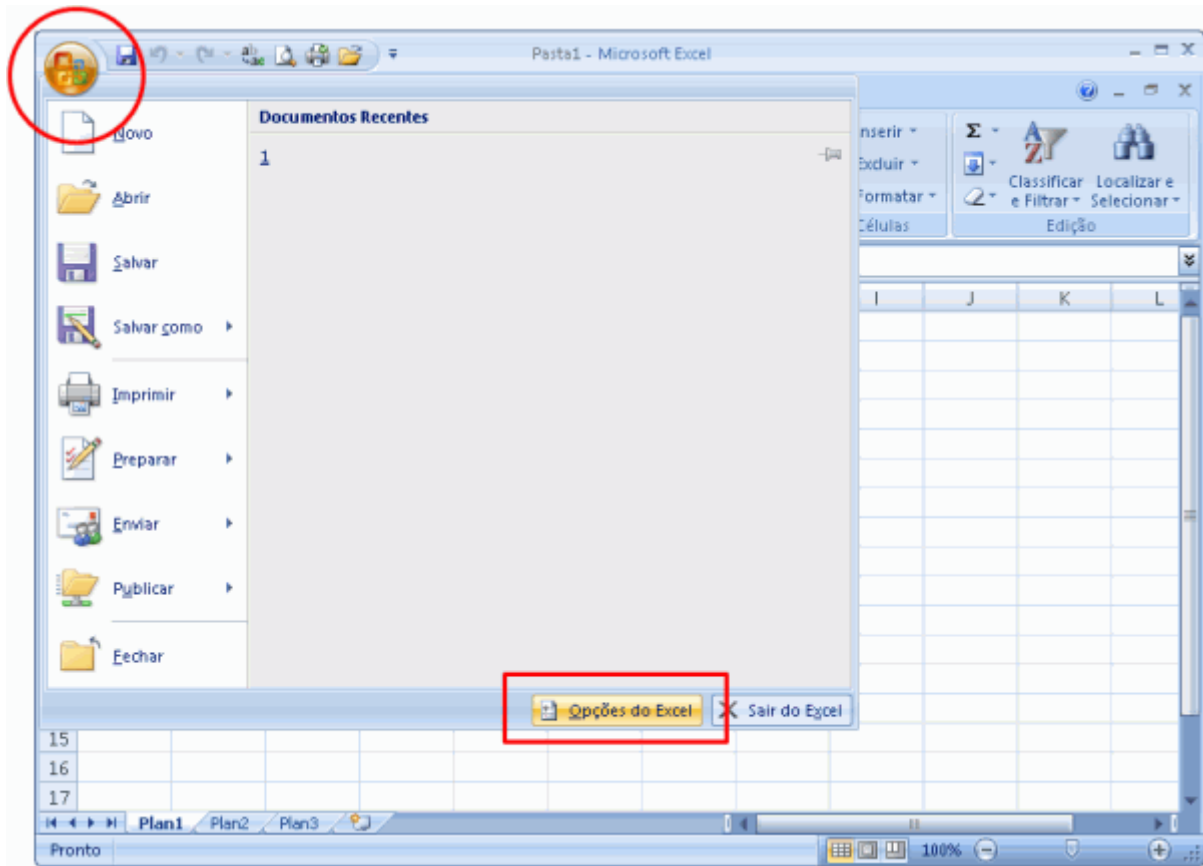 Pasta1 - Microsoft Excel
Novo
Abrir
Salvar
Salvar como
Imprimir
Preparar
Enviar
Publicar
Fechar
Documentos Recentes
1
Opções do Excel
Sair do Excel
nserir
Excluir
Formatar
Células
Σ
Classificar e Filtrar
Localizar e Selecionar
Edição
I J K L
15
16
17
Plan1 Plan2 Plan3
Pronto
100%